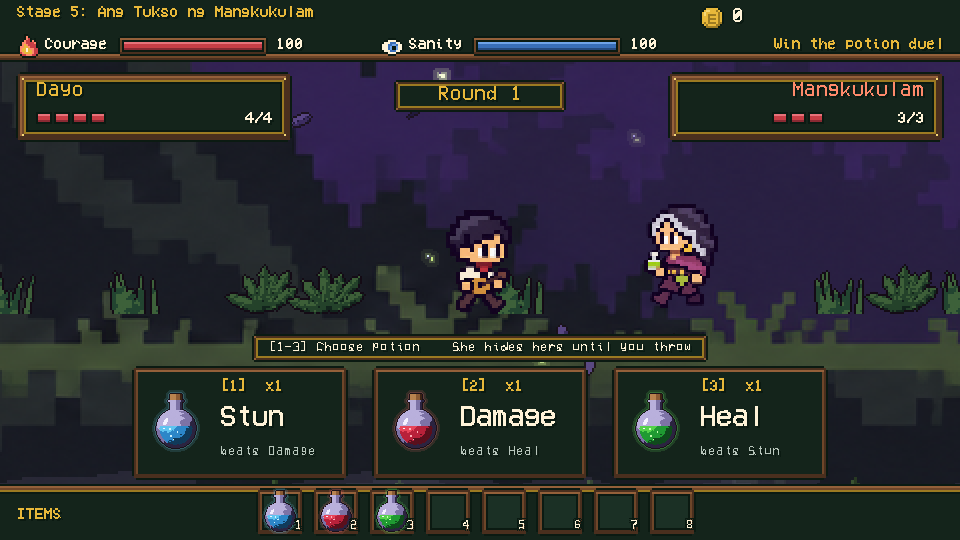 Stage 5: Ang Tukso ng Mangkukulam
0
Courage 100
Sanity 100
Win the potion duel
Dayo
4/4
Round 1
Mangkukulam
3/3
[1-3] Choose Potion She hides hers until you throw
[1] x1
Stun
beats Damage
[2] x1
Damage
beats Heal
[3] x1
Heal
beats Stun
ITEMS
1 2 3 4 5 6 7 8